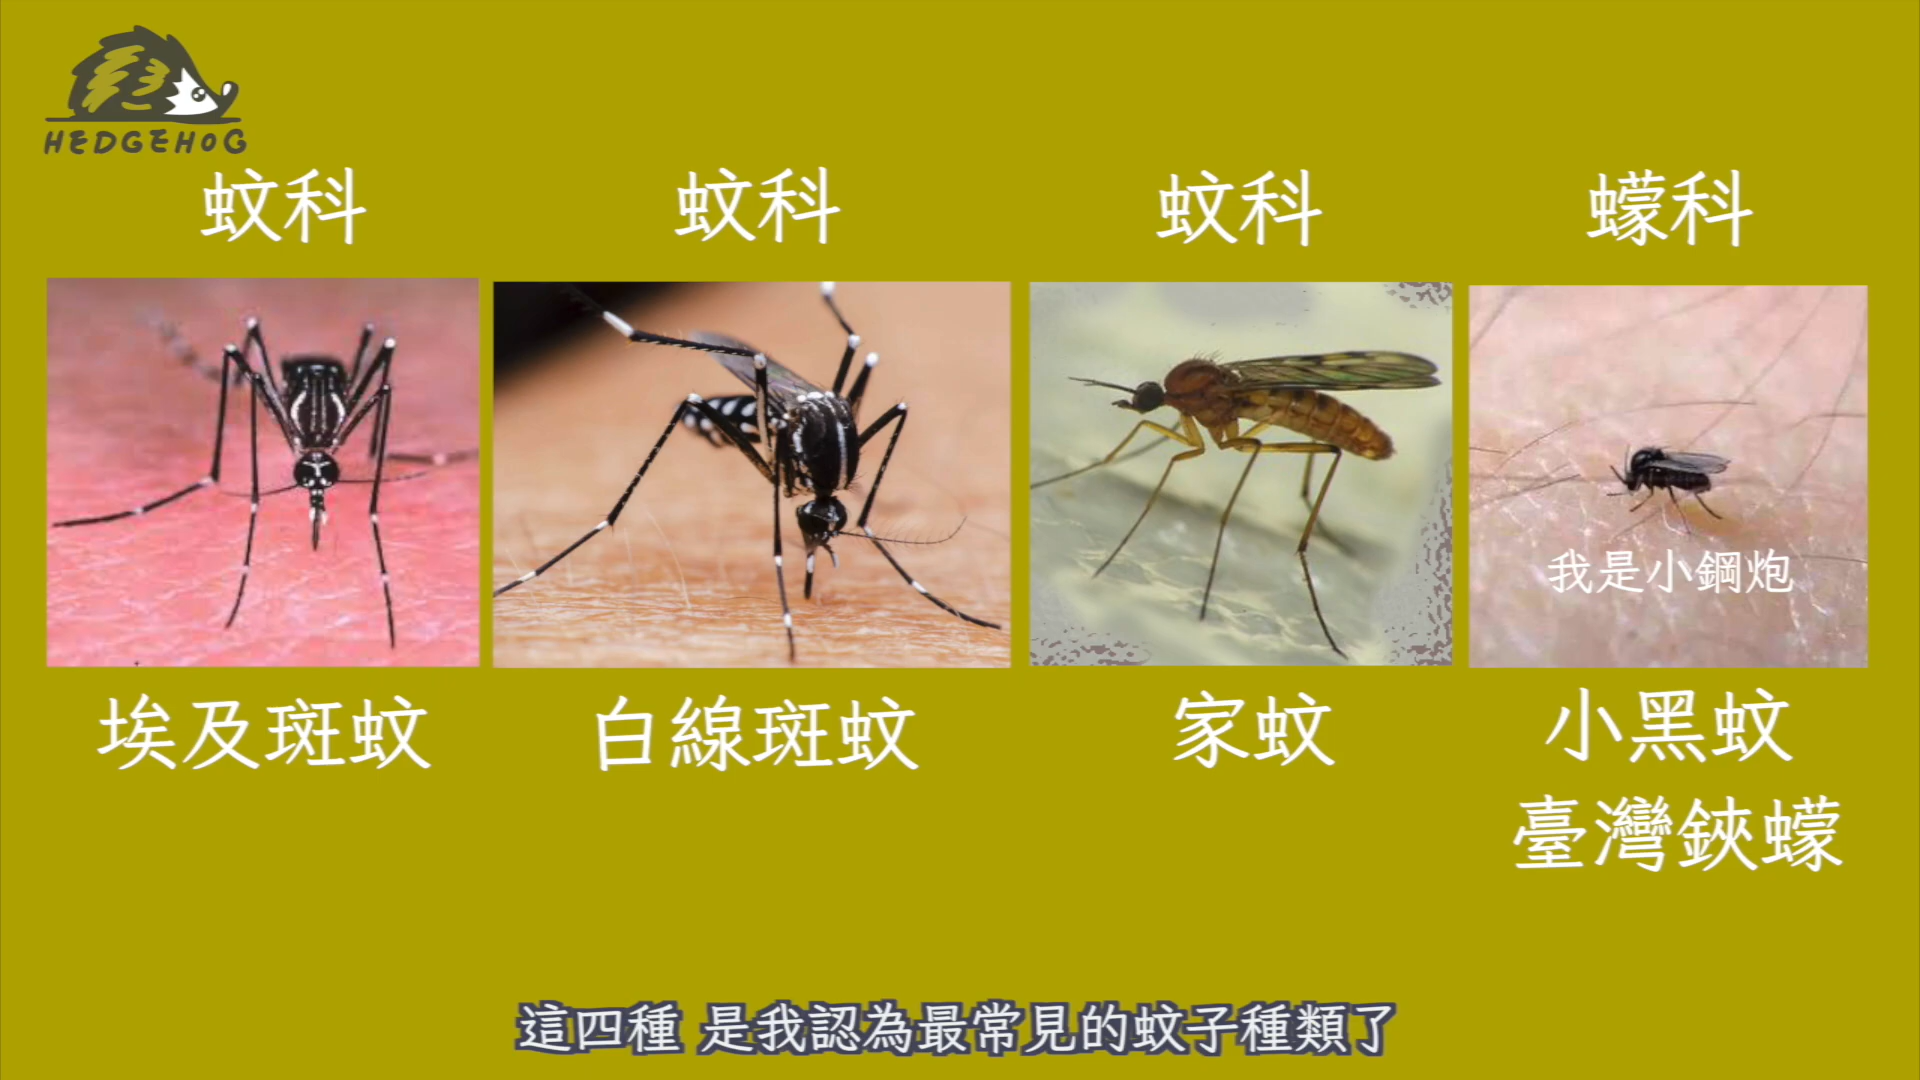 HEDGEHOG
蚊科
蚊科
蚊科
蠓科
我是小鋼炮
埃及斑蚊
白線斑蚊
家蚊
小黑蚊
臺灣鋏蠓
這四種 是我認為最常見的蚊子種類了